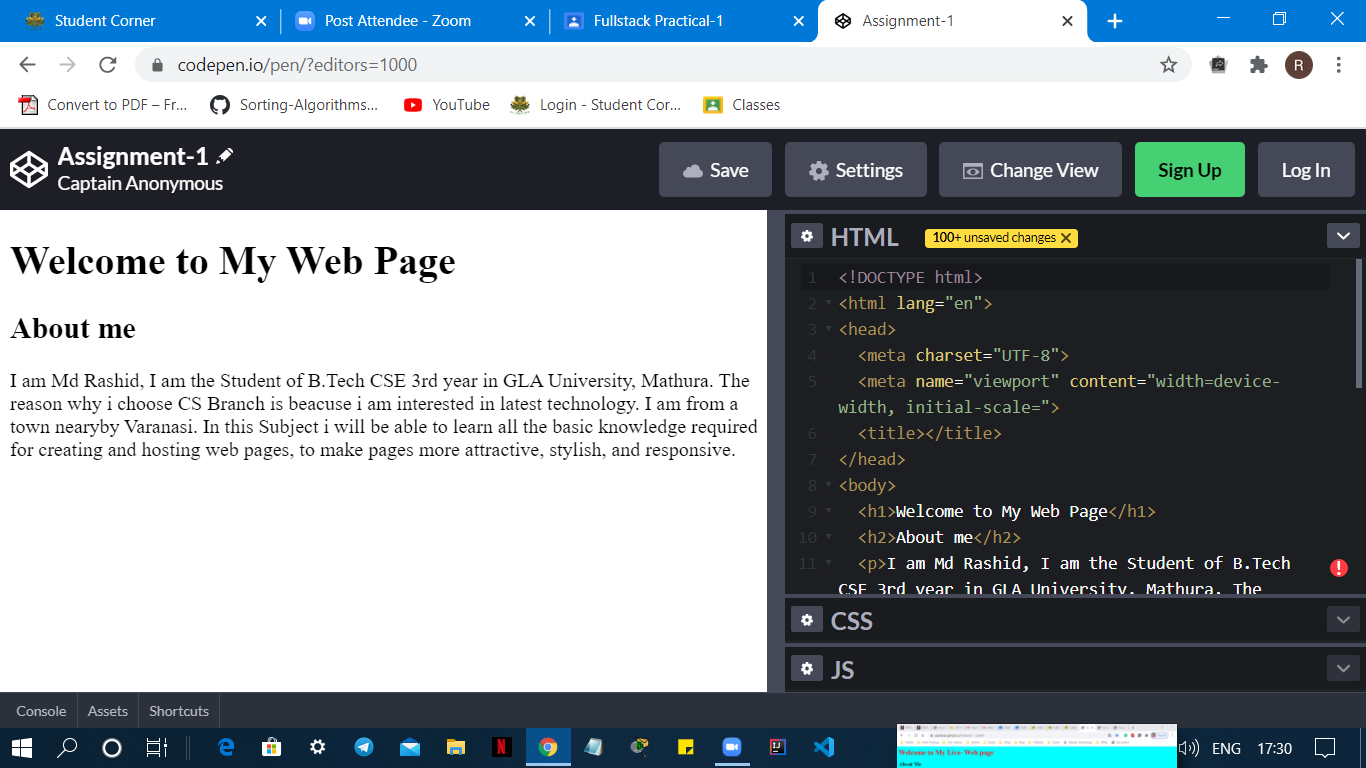 Student Corner
Post Attendee - Zoom
Fullstack Practical-1
Assignment-1
codepen.io/pen/?editors=1000
R
Convert to PDF – Fr...
Sorting-Algorithms...
YouTube
Login - Student Cor...
Classes
Assignment-1
Captain Anonymous
Save
Settings
Change View
Sign Up
Log In
Welcome to My Web Page
About me
I am Md Rashid, I am the Student of B.Tech CSE 3rd year in GLA University, Mathura. The
reason why i choose CS Branch is beacuse i am interested in latest technology. I am from a
town nearyby Varanasi. In this Subject i will be able to learn all the basic knowledge required
for creating and hosting web pages, to make pages more attractive, stylish, and responsive.
HTML
100+ unsaved changes X
1 <!DOCTYPE html>
2 <html lang="en">
3 <head>
4 <meta charset="UTF-8">
5 <meta name="viewport" content="width=device-
width, initial-scale=">
6 <title></title>
7 </head>
8 <body>
9 <h1>Welcome to My Web Page</h1>
10 <h2>About me</h2>
11 <p>I am Md Rashid, I am the Student of B.Tech
CSE 3rd year in GLA University, Mathura. The
CSS
JS
Console
Assets
Shortcuts
Welcome to My Live- Web page
About Me
ENG
17:30